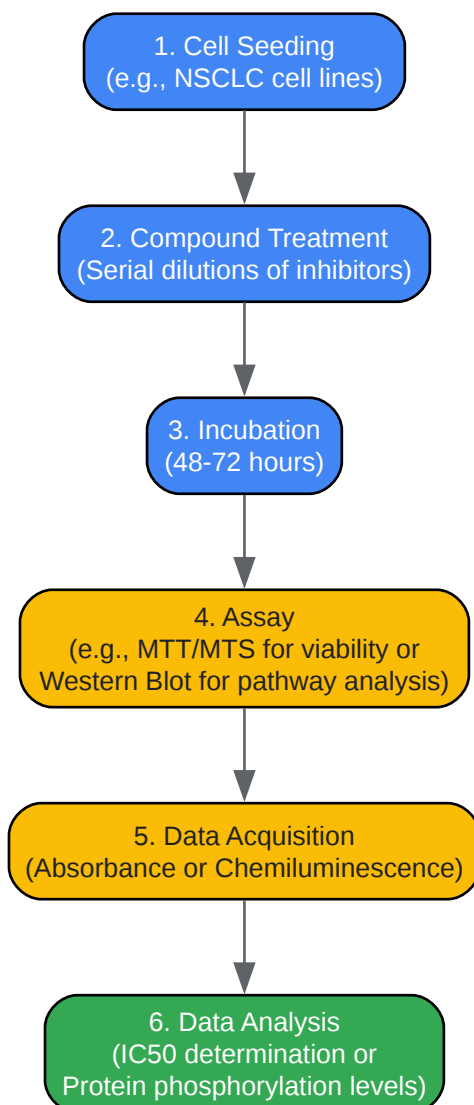 1. Cell Seeding
(e.g., NSCLC cell lines)
2. Compound Treatment
(Serial dilutions of inhibitors)
3. Incubation
(48-72 hours)
4. Assay
(e.g., MTT/MTS for viability or
Western Blot for pathway analysis)
5. Data Acquisition
(Absorbance or Chemiluminescence)
6. Data Analysis
(IC50 determination or
Protein phosphorylation levels)